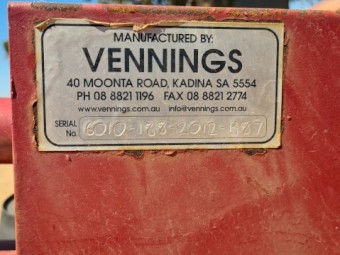 MANUFACTURED BY:
VENNINGS
40 MOONTA ROAD, KADINA SA 5554
PH 08 8821 1196 FAX 08 8821 2774
www.vennings.com.au info@vennings.com.au
SERIAL
No.